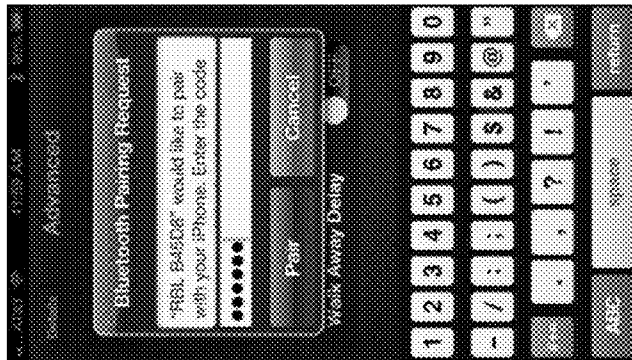 Advanced
Bluetooth Pairing Request
"RBL would like to pair
with your iPhone. Enter the code
••••••
Pair Cancel
Walk Away Delay
1 2 3 4 5 6 7 8 9 0
- / : ; ( ) $ & @ "
. , ? ! '
ABC space return